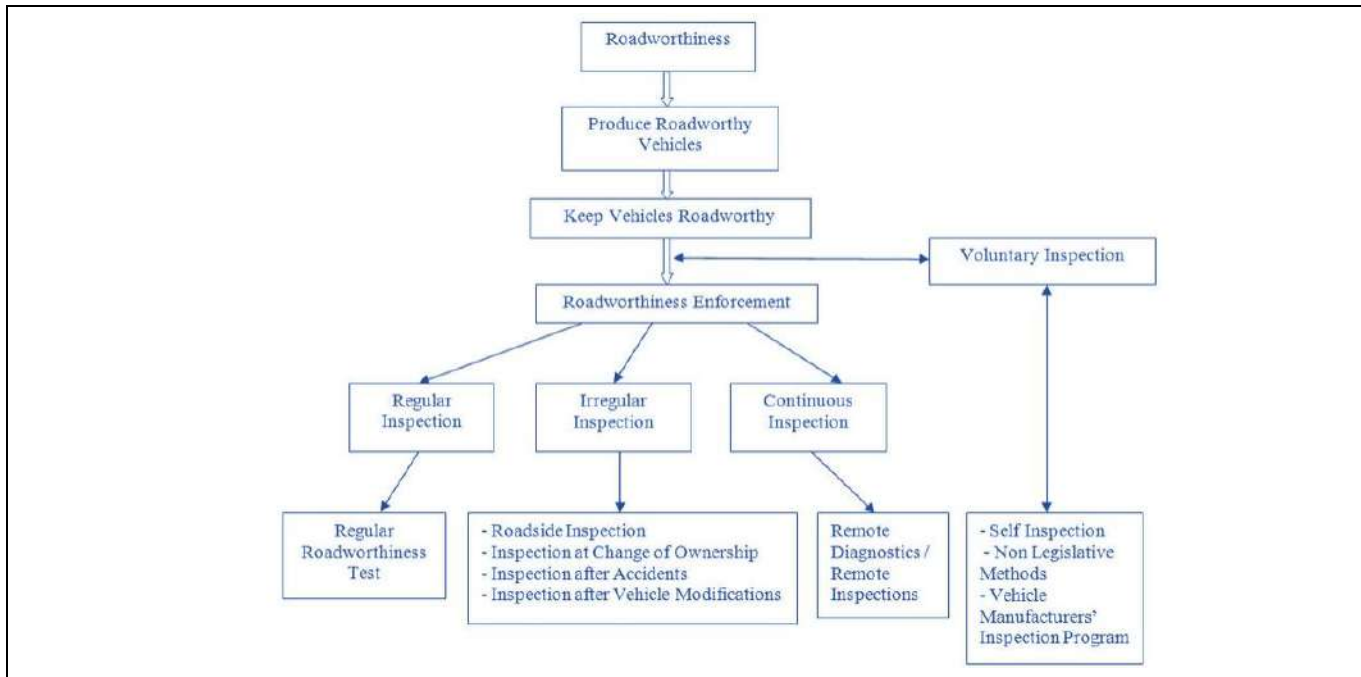 Roadworthiness
Produce Roadworthy
Vehicles
Keep Vehicles Roadworthy
Voluntary Inspection
Roadworthiness Enforcement
Regular
Inspection
Irregular
Inspection
Continuous
Inspection
Regular
Roadworthiness
Test
- Roadside Inspection
- Inspection at Change of Ownership
- Inspection after Accidents
- Inspection after Vehicle Modifications
Remote
Diagnostics /
Remote
Inspections
- Self Inspection
- Non Legislative
Methods
- Vehicle
Manufacturers'
Inspection Program